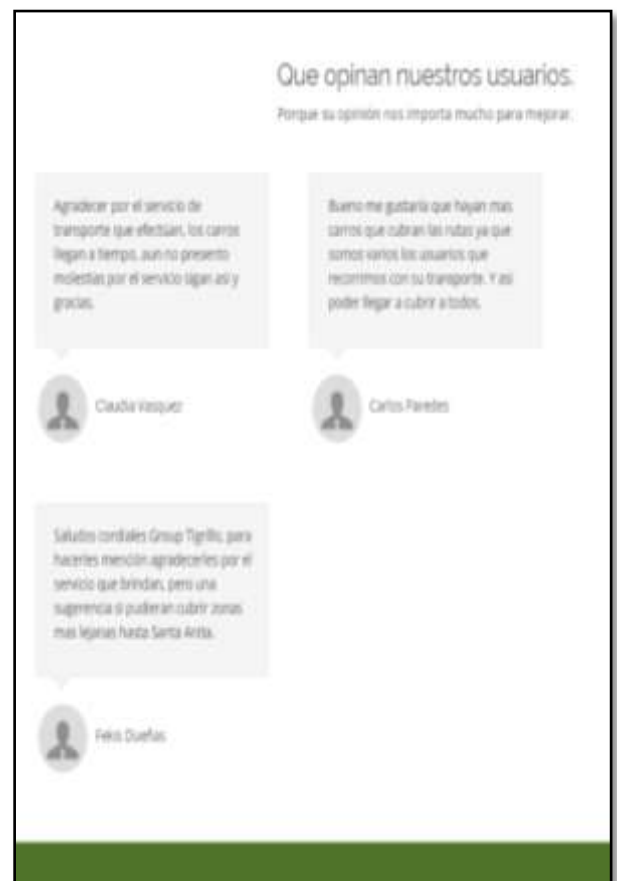 Que opinan nuestros usuarios.
Porque su opinión nos importa mucho para mejorar.
Agradecer por el servicio de
transporte que efectúan, los carros
llegan a tiempo, aun no presento
molestias por el servicio sigan así y
gracias.
Claudia Vasquez
Bueno me gustaría que hayan mas
carros que cubran las rutas ya que
somos varios los usuarios que
recorrimos con su transporte. Y así
poder llegar a cubrir a todos.
Carlos Paredes
Saludos cordiales Group Tigrillo, para
hacerles mención agradecerles por el
servicio que brindan, pero una
sugerencia si pudieran cubrir zonas
mas lejanas hasta Santa Anita.
Dueñas